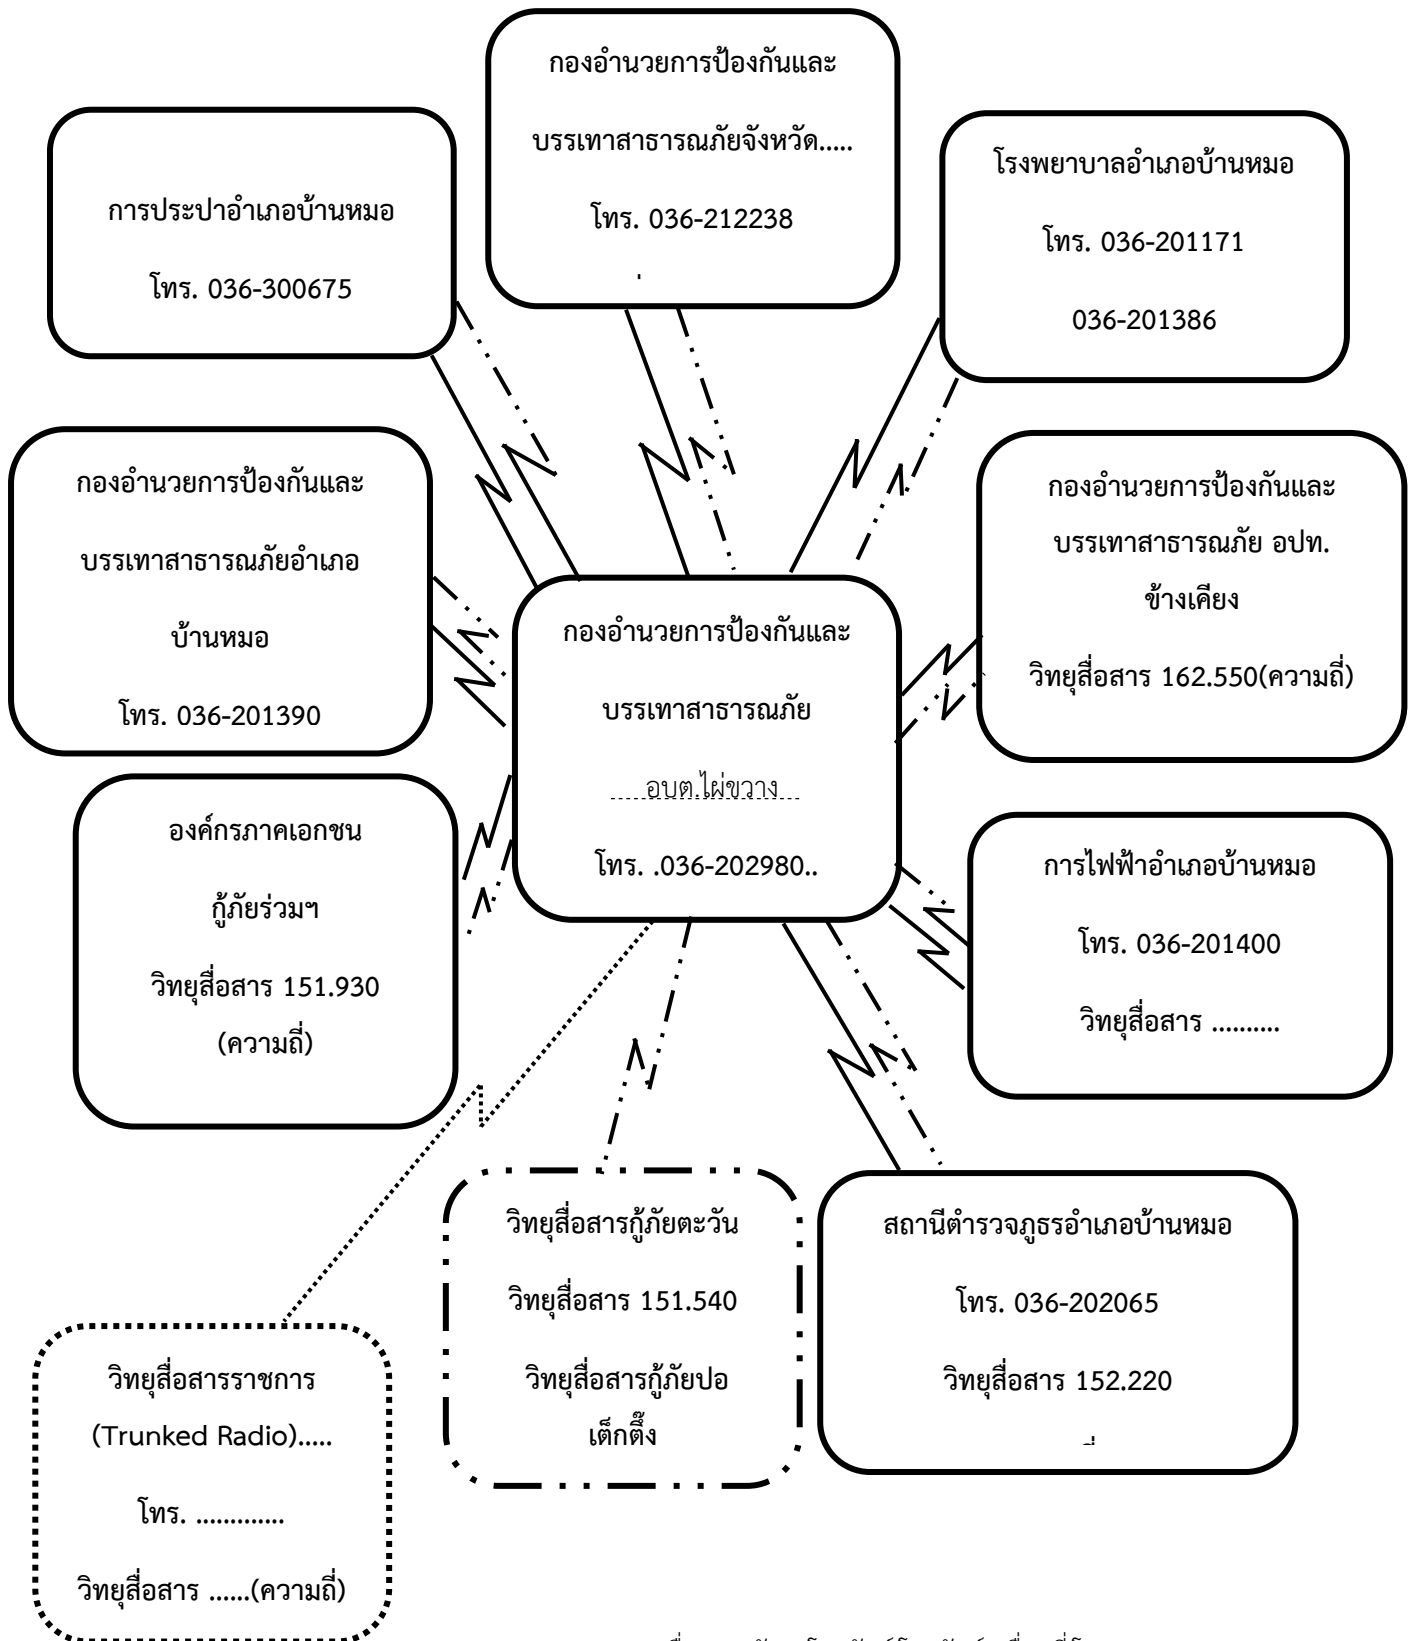 กองอำนวยการป้องกันและ
บรรเทาสาธารณภัยจังหวัด.....
โทร. 036-212238
การประปาอำเภอบ้านหมอ
โทร. 036-300675
โรงพยาบาลอำเภอบ้านหมอ
โทร. 036-201171
036-201386
กองอำนวยการป้องกันและ
บรรเทาสาธารณภัยอำเภอ
บ้านหมอ
โทร. 036-201390
กองอำนวยการป้องกันและ
บรรเทาสาธารณภัย อปท.
ข้างเคียง
วิทยุสื่อสาร 162.550(ความถี่)
กองอำนวยการป้องกันและ
บรรเทาสาธารณภัย
.....อบต.ไผ่ขวาง...
โทร. .036-202980..
องค์กรภาคเอกชน
กู้ภัยร่วมฯ
วิทยุสื่อสาร 151.930
(ความถี่)
การไฟฟ้าอำเภอบ้านหมอ
โทร. 036-201400
วิทยุสื่อสาร ..........
วิทยุสื่อสารกู้ภัยตะวัน
วิทยุสื่อสาร 151.540
วิทยุสื่อสารกู้ภัยปอ
เต็กตึ๊ง
สถานีตำรวจภูธรอำเภอบ้านหมอ
โทร. 036-202065
วิทยุสื่อสาร 152.220
วิทยุสื่อสารราชการ
(Trunked Radio).....
โทร. .............
วิทยุสื่อสาร ......(ความถี่)